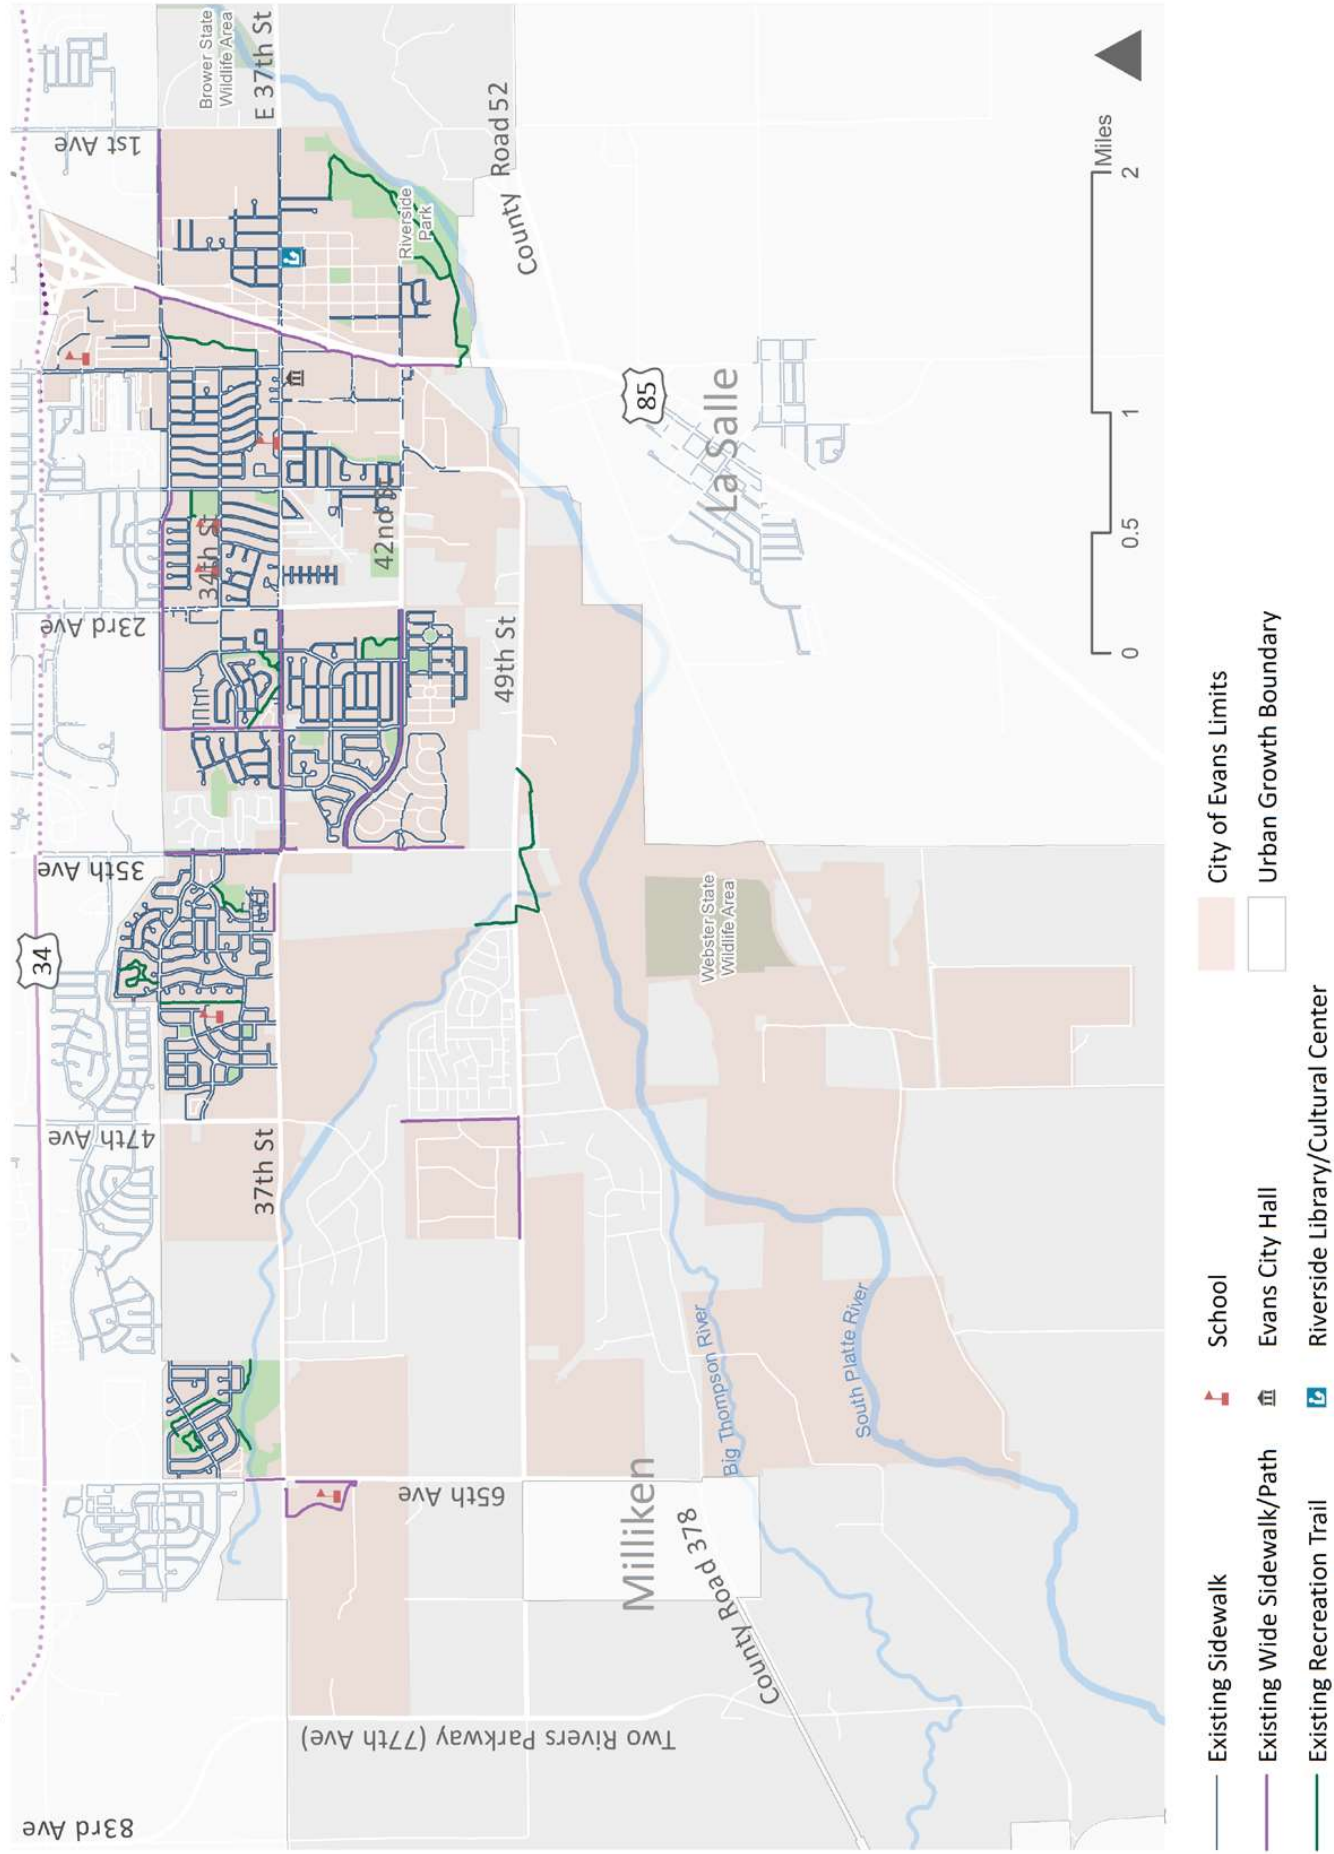 83rd Ave
Two Rivers Parkway (77th Ave)
65th Ave
47th Ave
34
35th Ave
23rd Ave
1st Ave
37th St
34th St
E 37th St
42nd St
49th St
Brower State
Wildlife Area
Riverside
Park
County Road 52
85
La Salle
Webster State
Wildlife Area
Milliken
County Road 378
Big Thompson River
South Platte River
0
0.5
1
2
Miles
Existing Sidewalk
Existing Wide Sidewalk/Path
Existing Recreation Trail
School
Evans City Hall
Riverside Library/Cultural Center
City of Evans Limits
Urban Growth Boundary